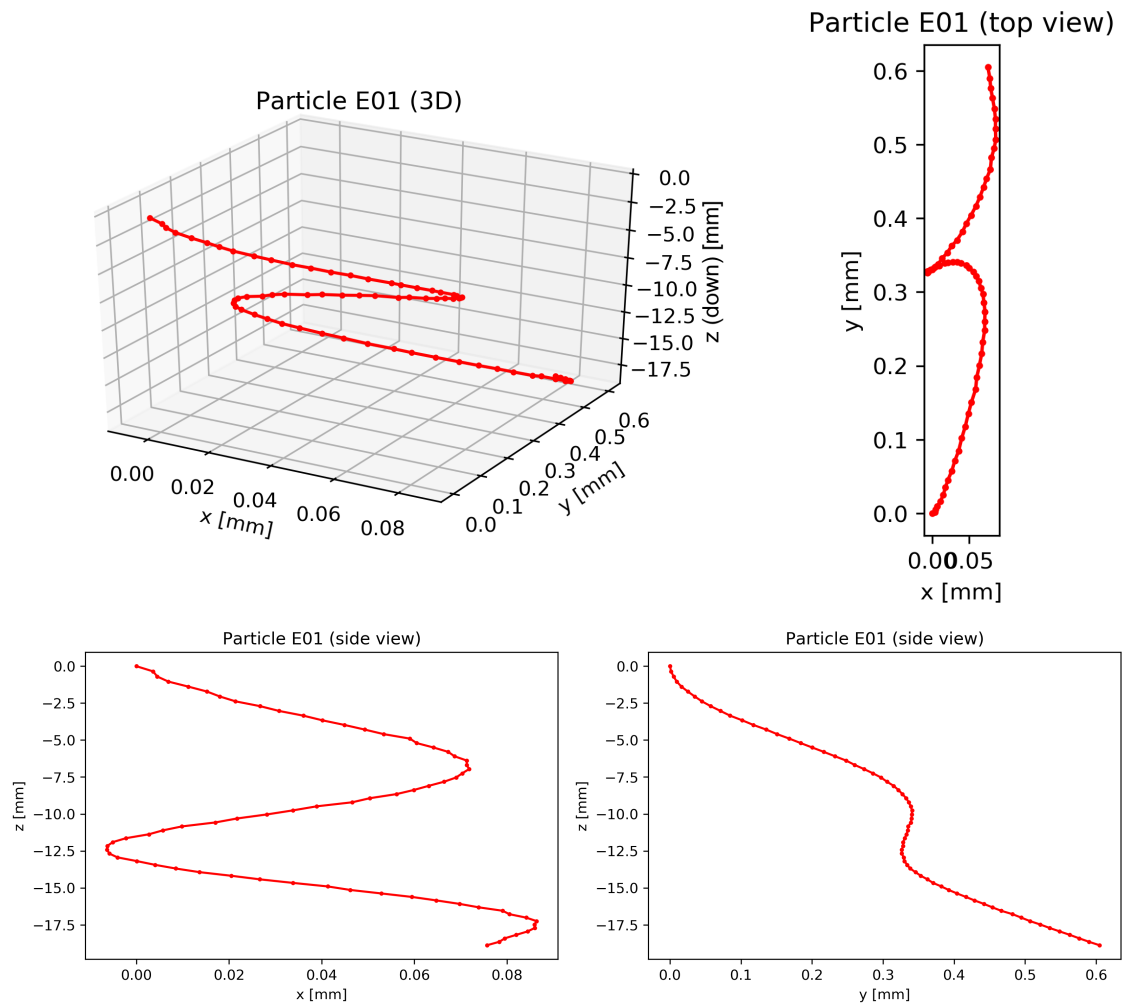 Particle E01 (top view)
Particle E01 (3D)
0.0
−2.5
−5.0
−7.5
−10.0
−12.5
−15.0
−17.5
z (down) [mm]
0.00
0.02
0.04
0.06
0.08
x [mm]
0.0
0.1
0.2
0.3
0.4
0.5
0.6
y [mm]
0.6
0.5
0.4
0.3
0.2
0.1
0.0
y [mm]
0.00 0.05
x [mm]
Particle E01 (side view)
0.0
−2.5
−5.0
−7.5
−10.0
−12.5
−15.0
−17.5
z [mm]
0.00 0.02 0.04 0.06 0.08
x [mm]
Particle E01 (side view)
0.0
−2.5
−5.0
−7.5
−10.0
−12.5
−15.0
−17.5
z [mm]
0.0 0.1 0.2 0.3 0.4 0.5 0.6
y [mm]